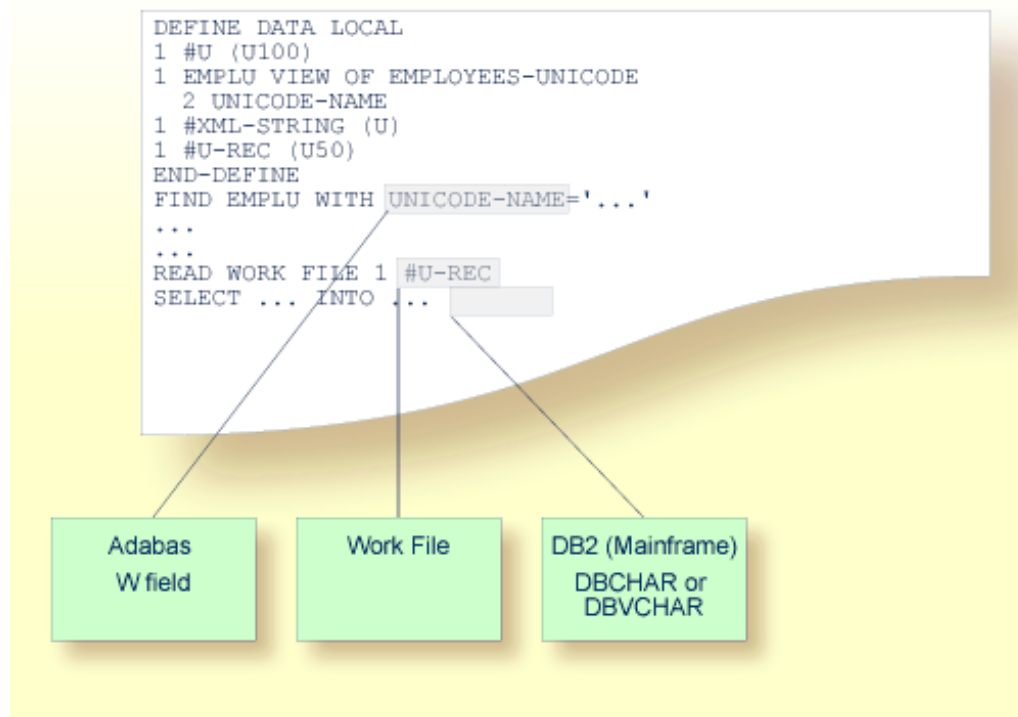 DEFINE DATA LOCAL
1 #U (U100)
1 EMPLU VIEW OF EMPLOYEES-UNICODE
2 UNICODE-NAME
1 #XML-STRING (U)
1 #U-REC (U50)
END-DEFINE
FIND EMPLU WITH UNICODE-NAME='...'
...
...
READ WORK FILE 1 #U-REC
SELECT ... INTO ...
Adabas
W field
Work File
DB2 (Mainframe)
DBCHAR or
DBVCHAR